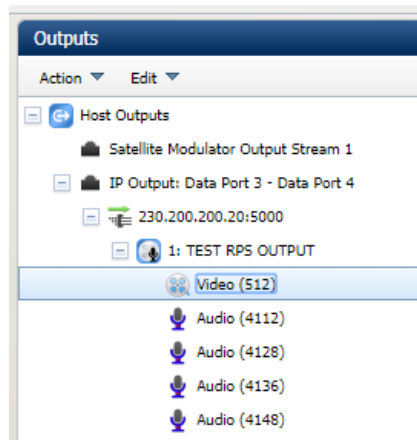 Outputs
Action Edit
Host Outputs
Satellite Modulator Output Stream 1
IP Output: Data Port 3 - Data Port 4
230.200.200.20:5000
1: TEST RPS OUTPUT
Video (512)
Audio (4112)
Audio (4128)
Audio (4136)
Audio (4148)